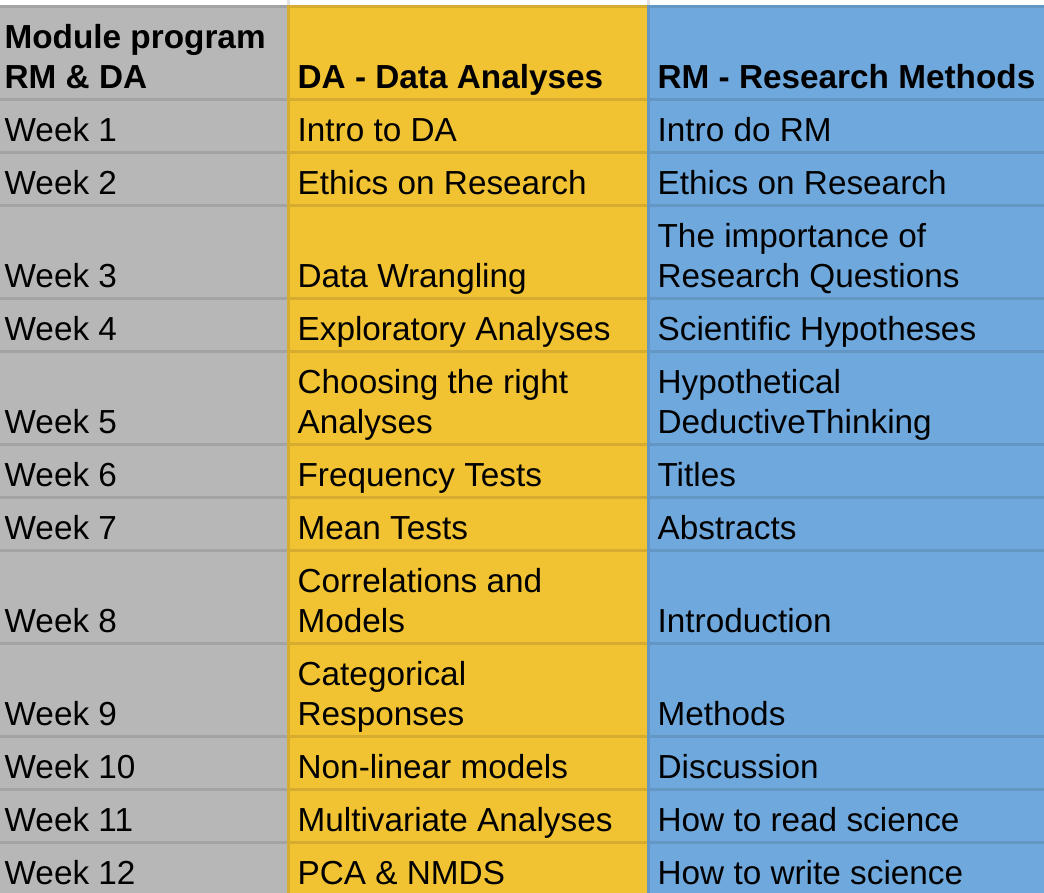 Module program
RM & DA
DA - Data Analyses
RM - Research Methods
Week 1
Intro to DA
Intro do RM
Week 2
Ethics on Research
Ethics on Research
Week 3
Data Wrangling
The importance of
Research Questions
Week 4
Exploratory Analyses
Scientific Hypotheses
Week 5
Choosing the right
Analyses
Hypothetical
DeductiveThinking
Week 6
Frequency Tests
Titles
Week 7
Mean Tests
Abstracts
Week 8
Correlations and
Models
Introduction
Week 9
Categorical
Responses
Methods
Week 10
Non-linear models
Discussion
Week 11
Multivariate Analyses
How to read science
Week 12
PCA & NMDS
How to write science